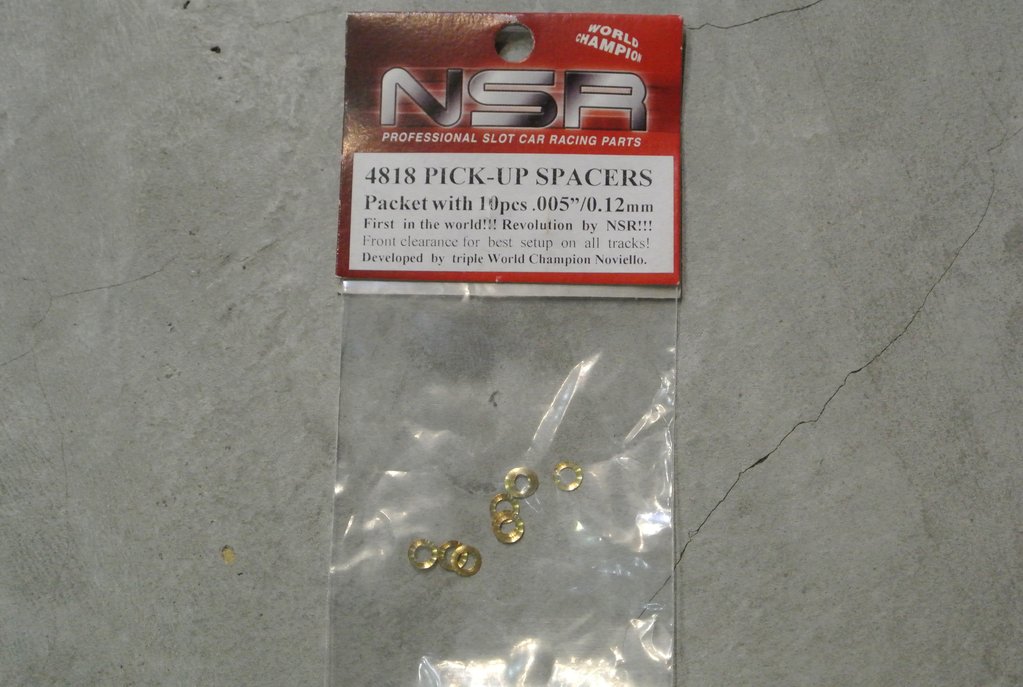 WORLD
CHAMPION
NSR
PROFESSIONAL SLOT CAR RACING PARTS
4818 PICK-UP SPACERS
Packet with 10pcs .005”/0.12mm
First in the world!!! Revolution by NSR!!!
Front clearance for best setup on all tracks!
Developed by triple World Champion Noviello.